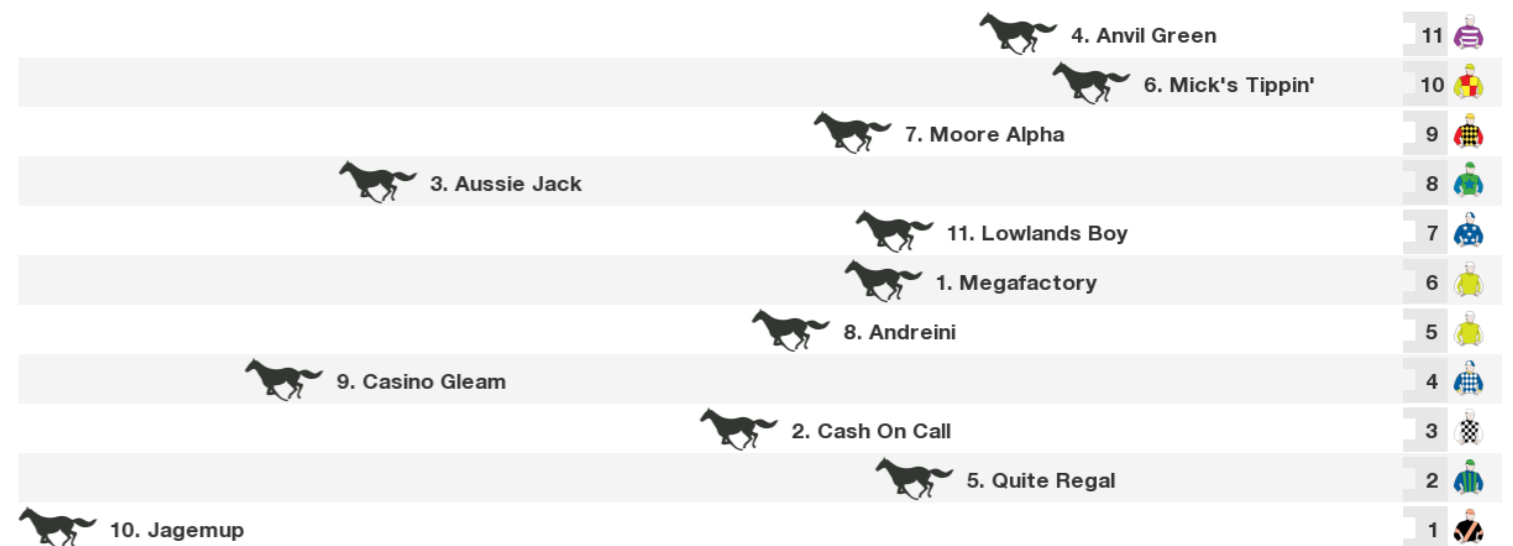 4. Anvil Green 11
6. Mick's Tippin' 10
7. Moore Alpha 9
3. Aussie Jack 8
11. Lowlands Boy 7
1. Megafactory 6
8. Andreini 5
9. Casino Gleam 4
2. Cash On Call 3
5. Quite Regal 2
10. Jagemup 1